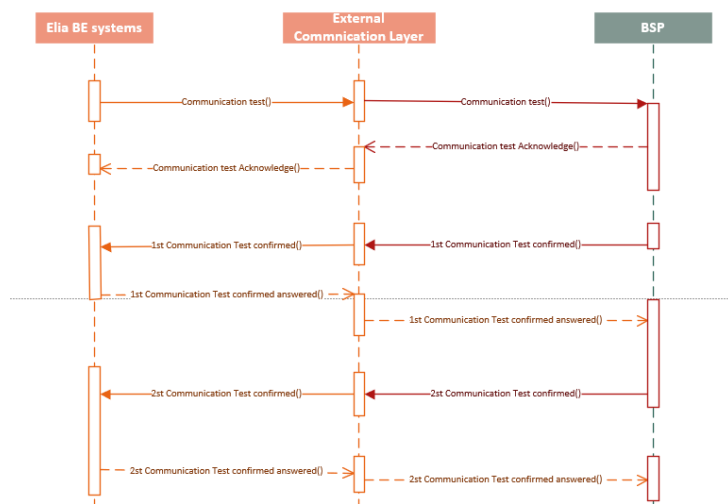 Elia BE systems
External
Commnication Layer
BSP
Communication test()
Communication test()
Communication test Acknowledge()
Communication test Acknowledge()
1st Communication Test confirmed()
1st Communication Test confirmed()
1st Communication Test confirmed answered()
1st Communication Test confirmed answered()
2st Communication Test confirmed()
2st Communication Test confirmed()
2st Communication Test confirmed answered()
2st Communication Test confirmed answered()